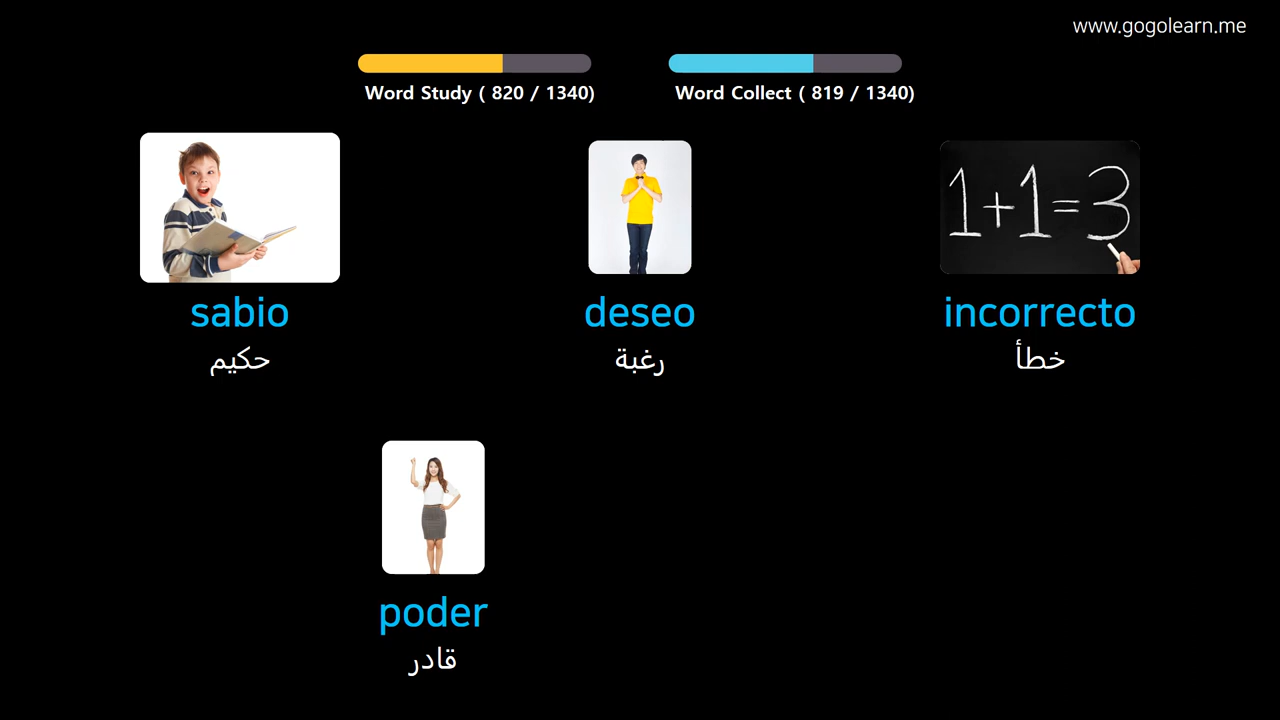 www.gogolearn.me
Word Study ( 820 / 1340)
Word Collect ( 819 / 1340)
1+1=3
sabio
حكيم
deseo
رغبة
incorrecto
خطأ
poder
قادر